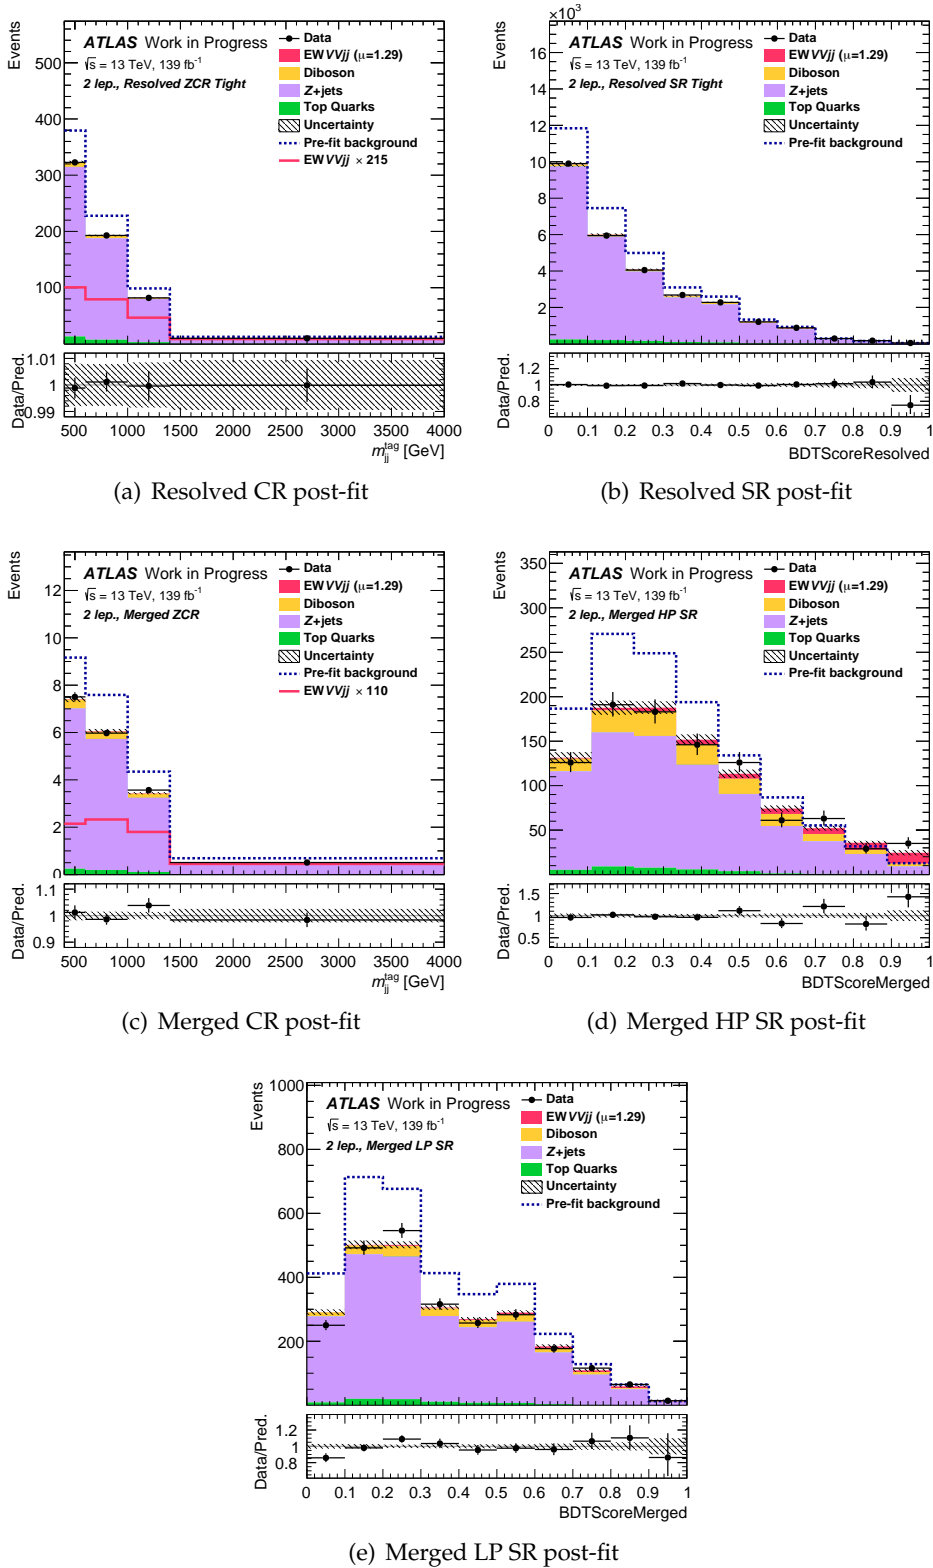 Events
560
480
400
300
200
100
ATLAS Work in Progress
√s = 13 TeV, 139 fb-1
2 lep., Resolved ZCR Tight
Data
EW VVjj (μ=1.29)
Diboson
Z+jets
Top Quarks
Uncertainty
Pre-fit background
EW VVjj × 215
Data/Pred.
1.01
1
0.99
500 1000 1500 2000 2500 3000 3500 4000
m_jj^tag [GeV]
(a) Resolved CR post-fit
×10³
Events
16
14
12
10
8
6
4
2
ATLAS Work in Progress
√s = 13 TeV, 139 fb-1
2 lep., Resolved SR Tight
Data
EW VVjj (μ=1.29)
Diboson
Z+jets
Top Quarks
Uncertainty
Pre-fit background
Data/Pred.
1.2
1
0.8
0 0.1 0.2 0.3 0.4 0.5 0.6 0.7 0.8 0.9 1
BDTScoreResolved
(b) Resolved SR post-fit
Events
12
10
8
6
4
2
0
ATLAS Work in Progress
√s = 13 TeV, 139 fb-1
2 lep., Merged ZCR
Data
EW VVjj (μ=1.29)
Diboson
Z+jets
Top Quarks
Uncertainty
Pre-fit background
EW VVjj × 110
Data/Pred.
1.1
1
0.9
500 1000 1500 2000 2500 3000 3500 4000
m_jj^tag [GeV]
(c) Merged CR post-fit
Events
350
300
250
200
150
100
50
ATLAS Work in Progress
√s = 13 TeV, 139 fb-1
2 lep., Merged HP SR
Data
EW VVjj (μ=1.29)
Diboson
Z+jets
Top Quarks
Uncertainty
Pre-fit background
Data/Pred.
1.5
1
0.5
0 0.1 0.2 0.3 0.4 0.5 0.6 0.7 0.8 0.9 1
BDTScoreMerged
(d) Merged HP SR post-fit
Events
1000
800
600
400
200
ATLAS Work in Progress
√s = 13 TeV, 139 fb-1
2 lep., Merged LP SR
Data
EW VVjj (μ=1.29)
Diboson
Z+jets
Top Quarks
Uncertainty
Pre-fit background
Data/Pred.
1.2
1
0.8
0 0.1 0.2 0.3 0.4 0.5 0.6 0.7 0.8 0.9 1
BDTScoreMerged
(e) Merged LP SR post-fit